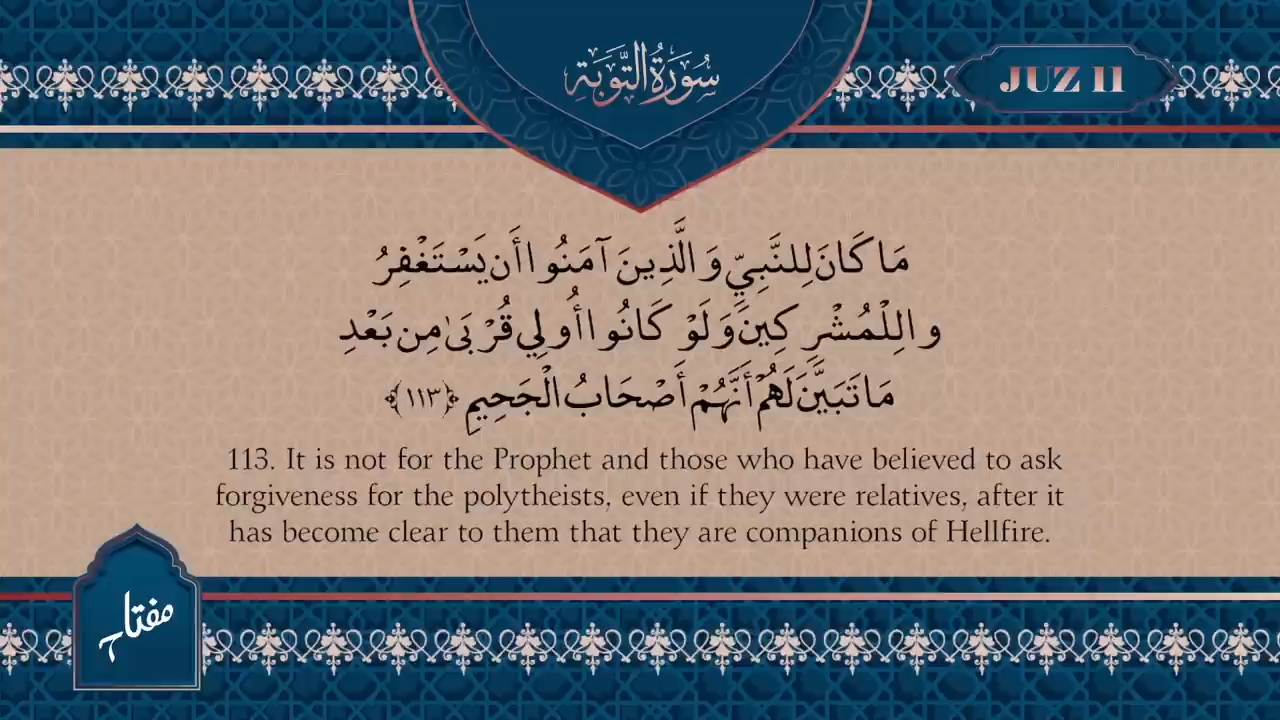 سُورَةُ التَّوبَةِ
JUZ 11
مَا كَانَ لِلنَّبِيِّ وَالَّذِينَ آمَنُوا أَن يَسْتَغْفِرُ
وا لِلْمُشْرِكِينَ وَلَوْ كَانُوا أُولِي قُرْبَىٰ مِن بَعْدِ
مَا تَبَيَّنَ لَهُمْ أَنَّهُمْ أَصْحَابُ الْجَحِيمِ ﴿١١٣﴾
113. It is not for the Prophet and those who have believed to ask
forgiveness for the polytheists, even if they were relatives, after it
has become clear to them that they are companions of Hellfire.
مفتاح